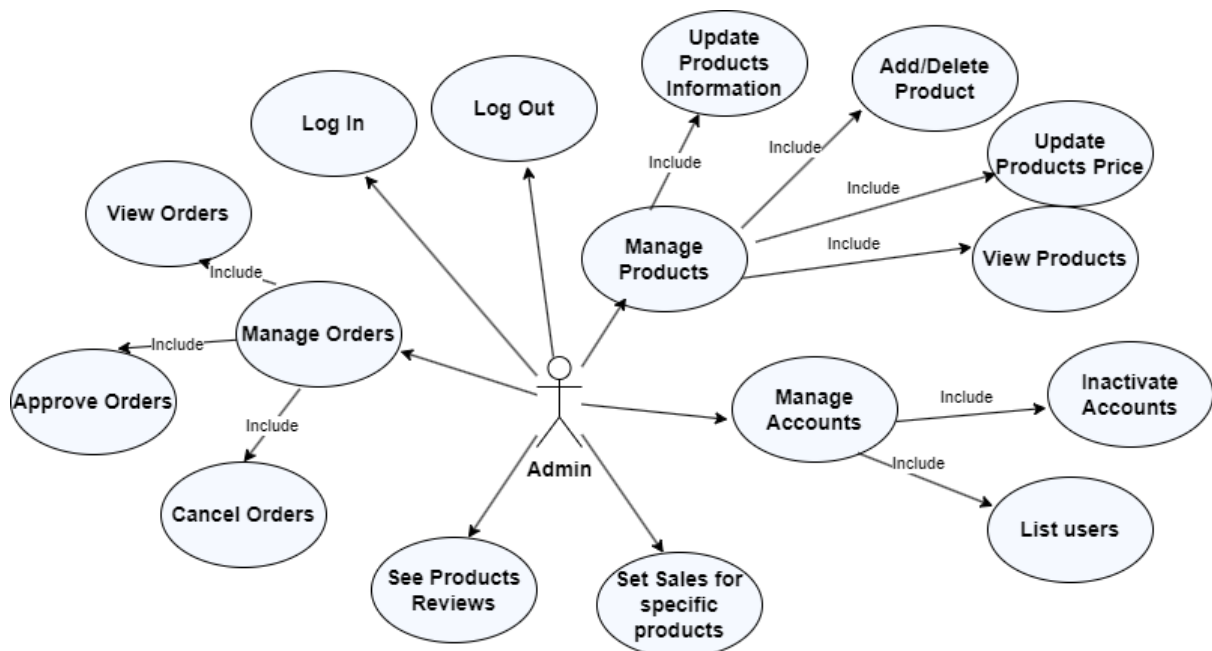 Update
Products
Information
Add/Delete
Product
Log In
Log Out
Update
Products Price
Include
Include
Include
View Orders
Manage
Products
Include
View Products
Include
Manage Orders
Include
Approve Orders
Include
Manage
Accounts
Include
Inactivate
Accounts
Admin
Include
Cancel Orders
List users
See Products
Reviews
Set Sales for
specific
products